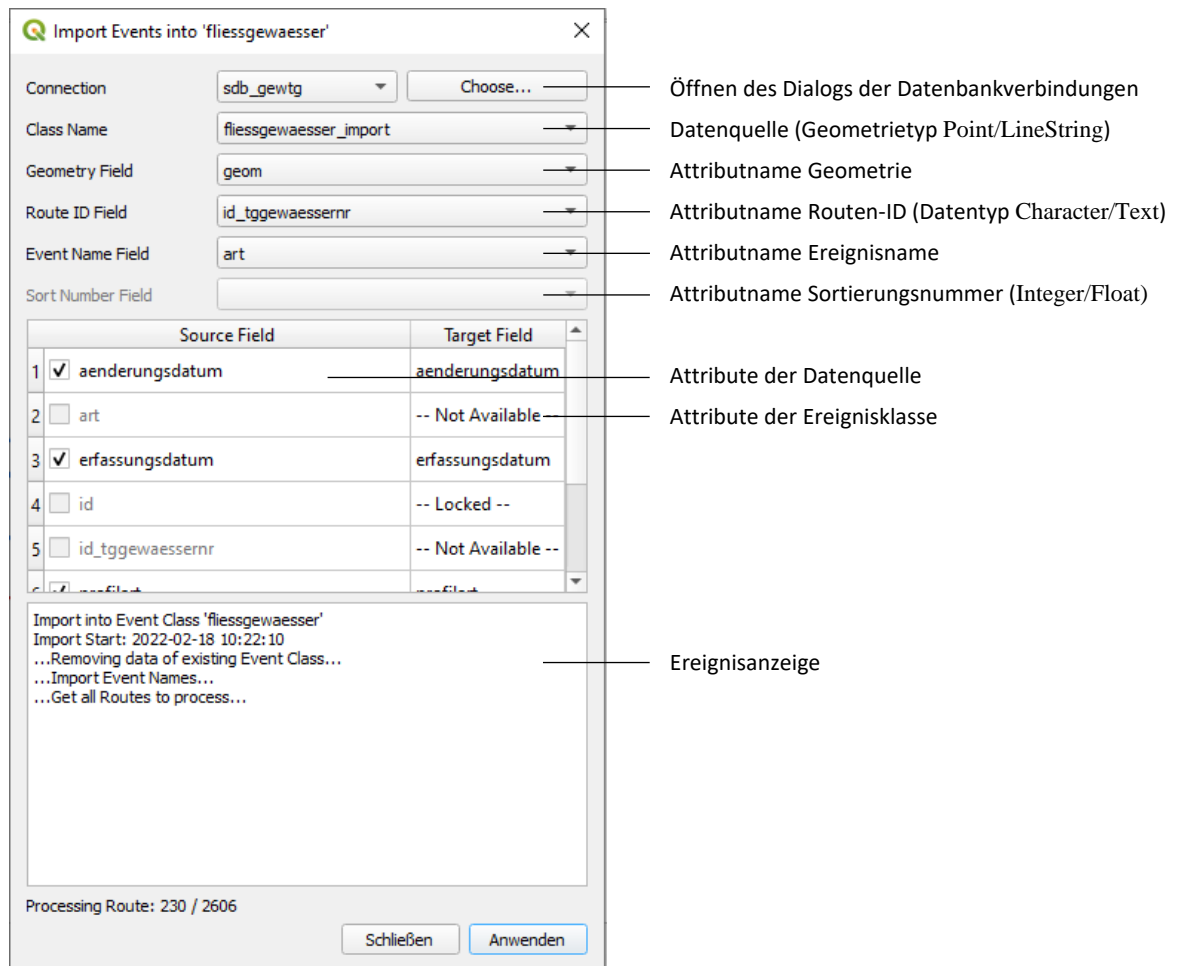 Import Events into 'fliessgewaesser'
Connection sdb_gewtg Choose... Öffnen des Dialogs der Datenbankverbindungen
Class Name fliessgewaesser_import Datenquelle (Geometrietyp Point/LineString)
Geometry Field geom Attributname Geometrie
Route ID Field id_tggewaessernr Attributname Routen-ID (Datentyp Character/Text)
Event Name Field art Attributname Ereignisname
Sort Number Field Attributname Sortierungsnummer (Integer/Float)
Source Field Target Field
1 aenderungsdatum aenderungsdatum Attribute der Datenquelle
2 art -- Not Available -- Attribute der Ereignisklasse
3 erfassungsdatum erfassungsdatum
4 id -- Locked --
5 id_tggewaessernr -- Not Available --
6 profilart profilart
Import into Event Class 'fliessgewaesser'
Import Start: 2022-02-18 10:22:10
...Removing data of existing Event Class... Ereignisanzeige
...Import Event Names...
...Get all Routes to process...
Processing Route: 230 / 2606
Schließen Anwenden